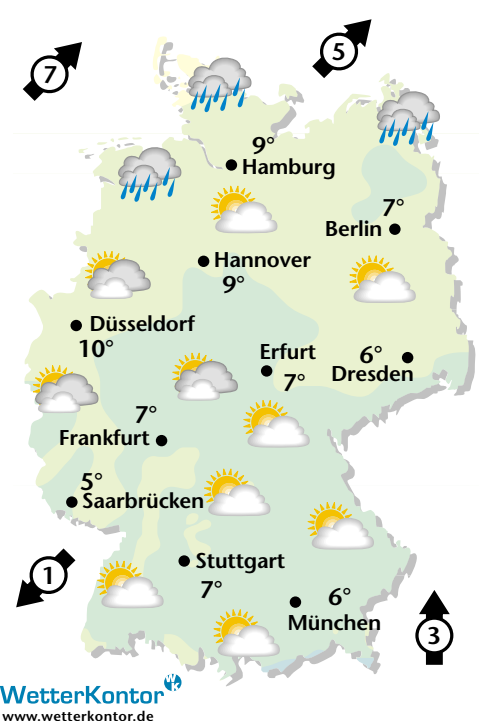 7
5
9°
Hamburg
7°
Berlin
Hannover
9°
Düsseldorf
10°
Erfurt
7°
6°
Dresden
7°
Frankfurt
5°
Saarbrücken
Stuttgart
7°
6°
München
1
3
WetterKontor
WK
www.wetterkontor.de